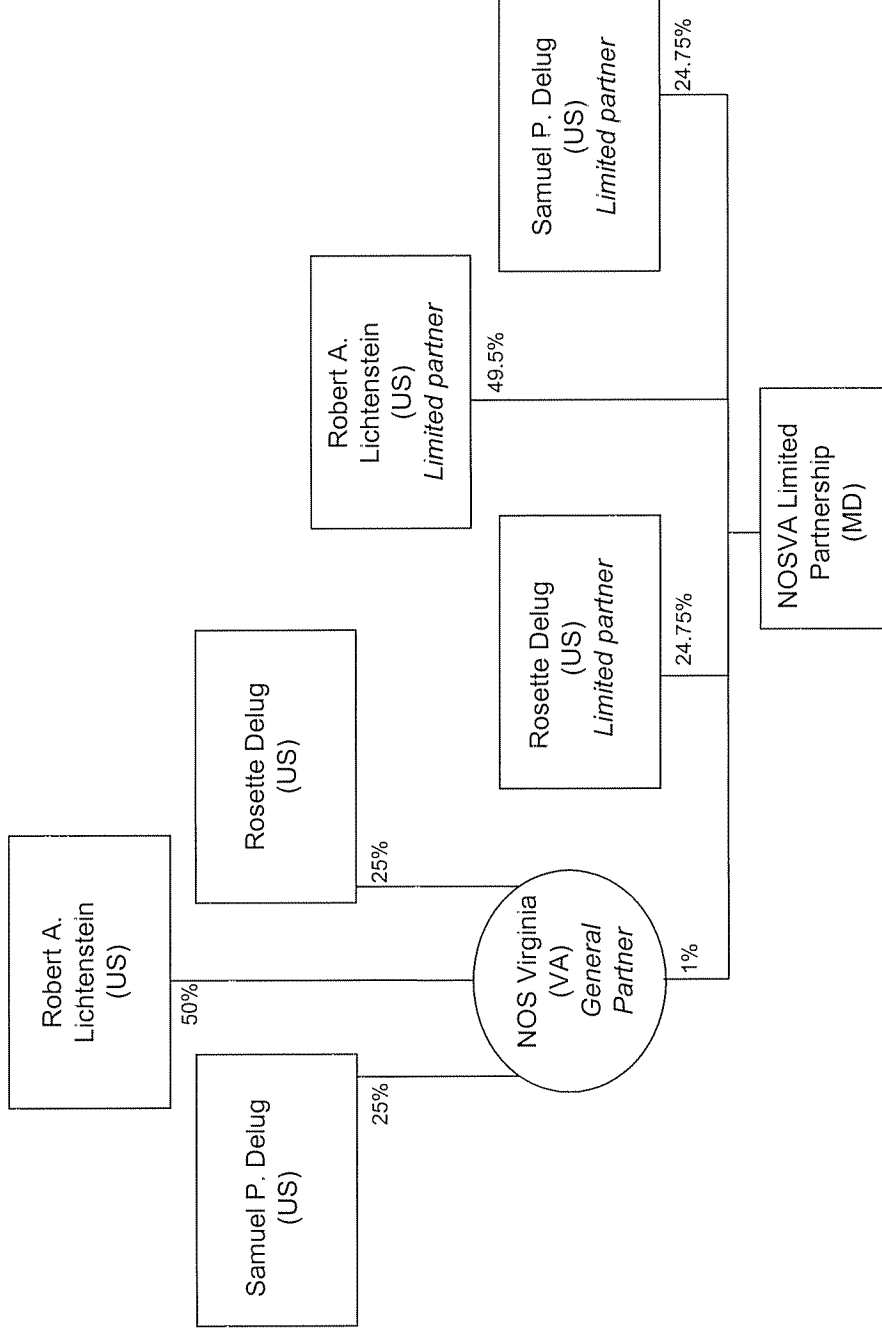 Robert A.
Lichtenstein
(US)
50%
Samuel P. Delug
(US)
25%
Rosette Delug
(US)
25%
NOS Virginia
(VA)
General
Partner
1%
Robert A.
Lichtenstein
(US)
Limited partner
49.5%
Rosette Delug
(US)
Limited partner
24.75%
Samuel P. Delug
(US)
Limited partner
24.75%
NOSVA Limited
Partnership
(MD)